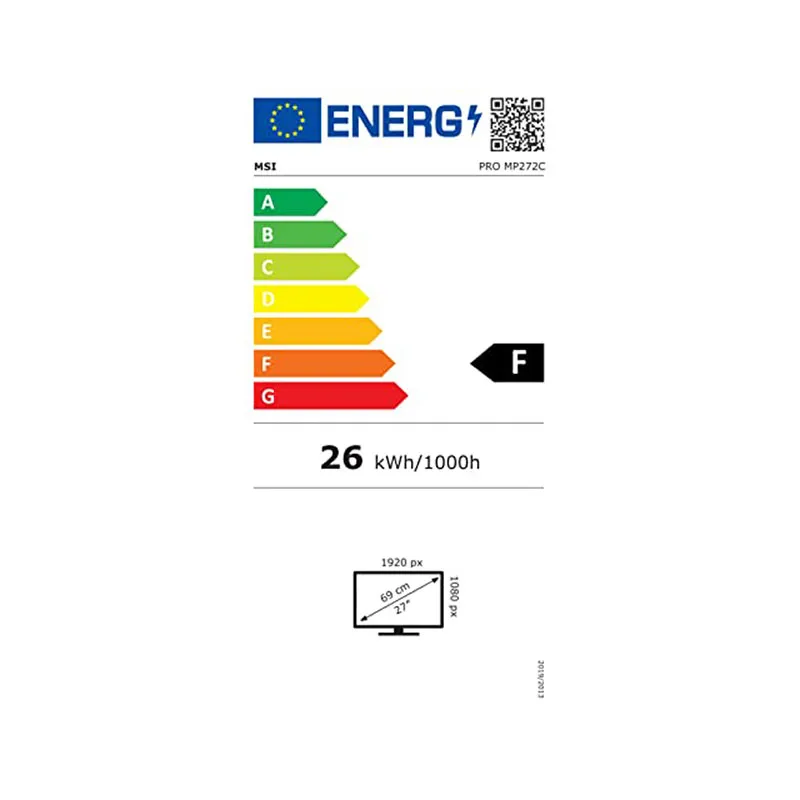 ENERG
MSI PRO MP272C
A
B
C
D
E
F
F
G
26 kWh/1000h
1920 px
69 cm
27"
1080 px
2019/2013